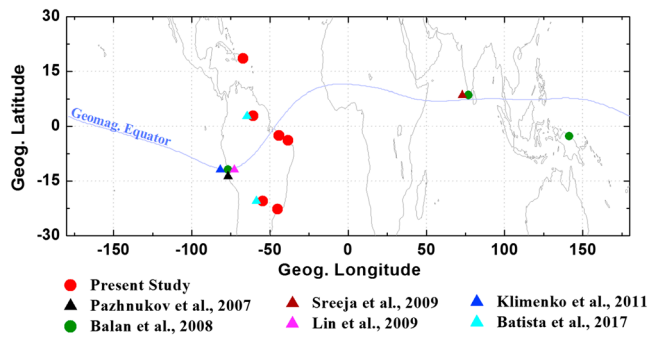 30
15
0
-15
-30
Geog. Latitude
Geomag. Equator
-150 -100 -50 0 50 100 150
Geog. Longitude
Present Study
Pazhnukov et al., 2007 Sreeja et al., 2009 Klimenko et al., 2011
Balan et al., 2008 Lin et al., 2009 Batista et al., 2017